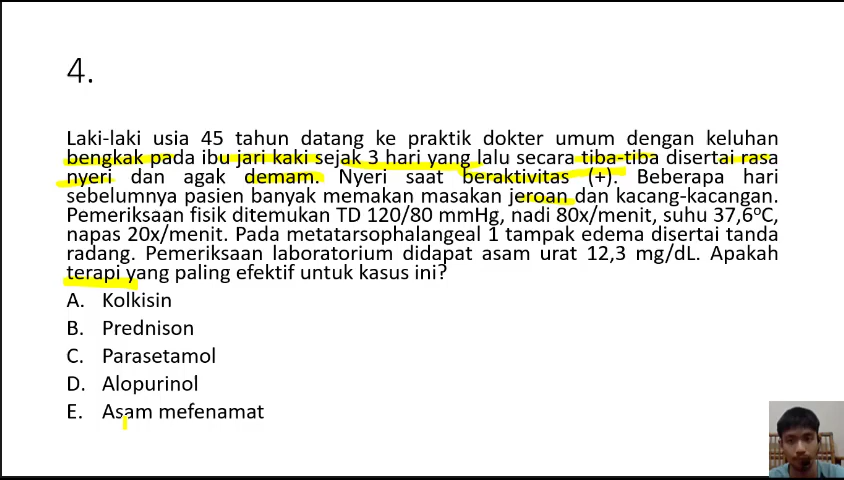 4.
Laki-laki usia 45 tahun datang ke praktik dokter umum dengan keluhan
bengkak pada ibu jari kaki sejak 3 hari yang lalu secara tiba-tiba disertai rasa
nyeri dan agak demam. Nyeri saat beraktivitas (+). Beberapa hari
sebelumnya pasien banyak memakan masakan jeroan dan kacang-kacangan.
Pemeriksaan fisik ditemukan TD 120/80 mmHg, nadi 80x/menit, suhu 37,6°C,
napas 20x/menit. Pada metatarsophalangeal 1 tampak edema disertai tanda
radang. Pemeriksaan laboratorium didapat asam urat 12,3 mg/dL. Apakah
terapi yang paling efektif untuk kasus ini?
A. Kolkisin
B. Prednison
C. Parasetamol
D. Alopurinol
E. Asam mefenamat